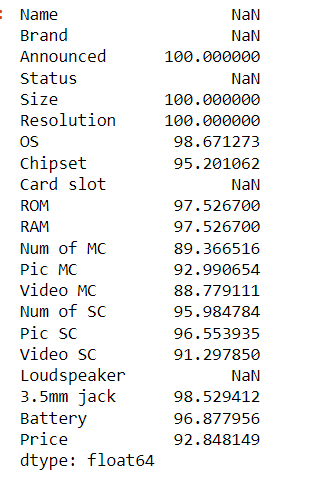 Name NaN
Brand NaN
Announced 100.000000
Status NaN
Size 100.000000
Resolution 100.000000
OS 98.671273
Chipset 95.201062
Card slot NaN
ROM 97.526700
RAM 97.526700
Num of MC 89.366516
Pic MC 92.990654
Video MC 88.779111
Num of SC 95.984784
Pic SC 96.553935
Video SC 91.297850
Loudspeaker NaN
3.5mm jack 98.529412
Battery 96.877956
Price 92.848149
dtype: float64